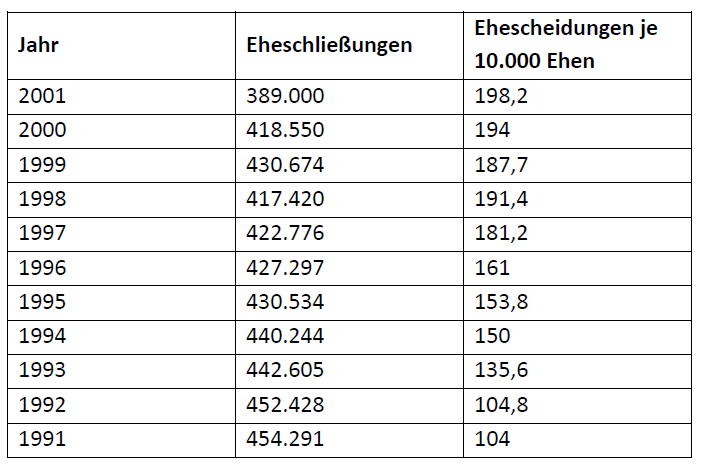 Jahr Eheschließungen Ehescheidungen je
10.000 Ehen
2001 389.000 198,2
2000 418.550 194
1999 430.674 187,7
1998 417.420 191,4
1997 422.776 181,2
1996 427.297 161
1995 430.534 153,8
1994 440.244 150
1993 442.605 135,6
1992 452.428 104,8
1991 454.291 104